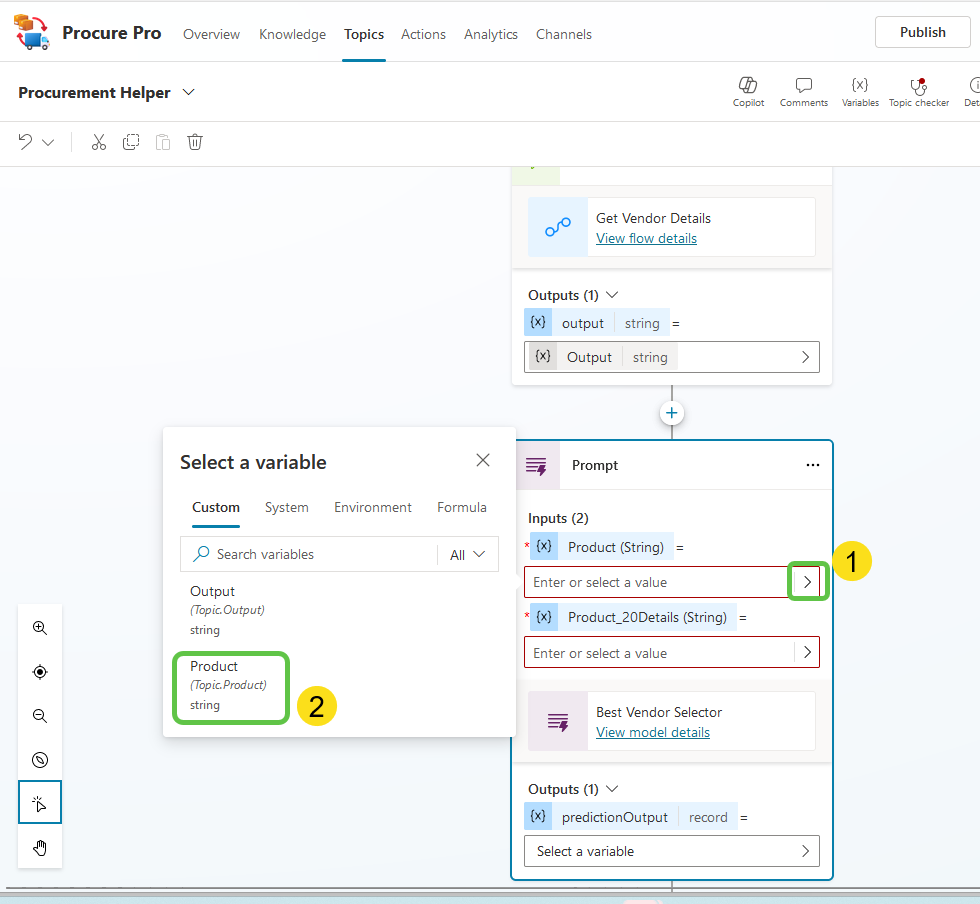 Procure Pro
Overview
Knowledge
Topics
Actions
Analytics
Channels
Publish
Procurement Helper
Copilot
Comments
{x}
Variables
Topic checker
Get Vendor Details
View flow details
Outputs (1)
{x} output string =
{x} Output string
Select a variable
Custom System Environment Formula
Search variables All
Output
(Topic.Output)
string
Product
(Topic.Product)
string
2
Prompt
Inputs (2)
* {x} Product (String) =
Enter or select a value
1
* {x} Product_20Details (String) =
Enter or select a value
Best Vendor Selector
View model details
Outputs (1)
{x} predictionOutput record =
Select a variable